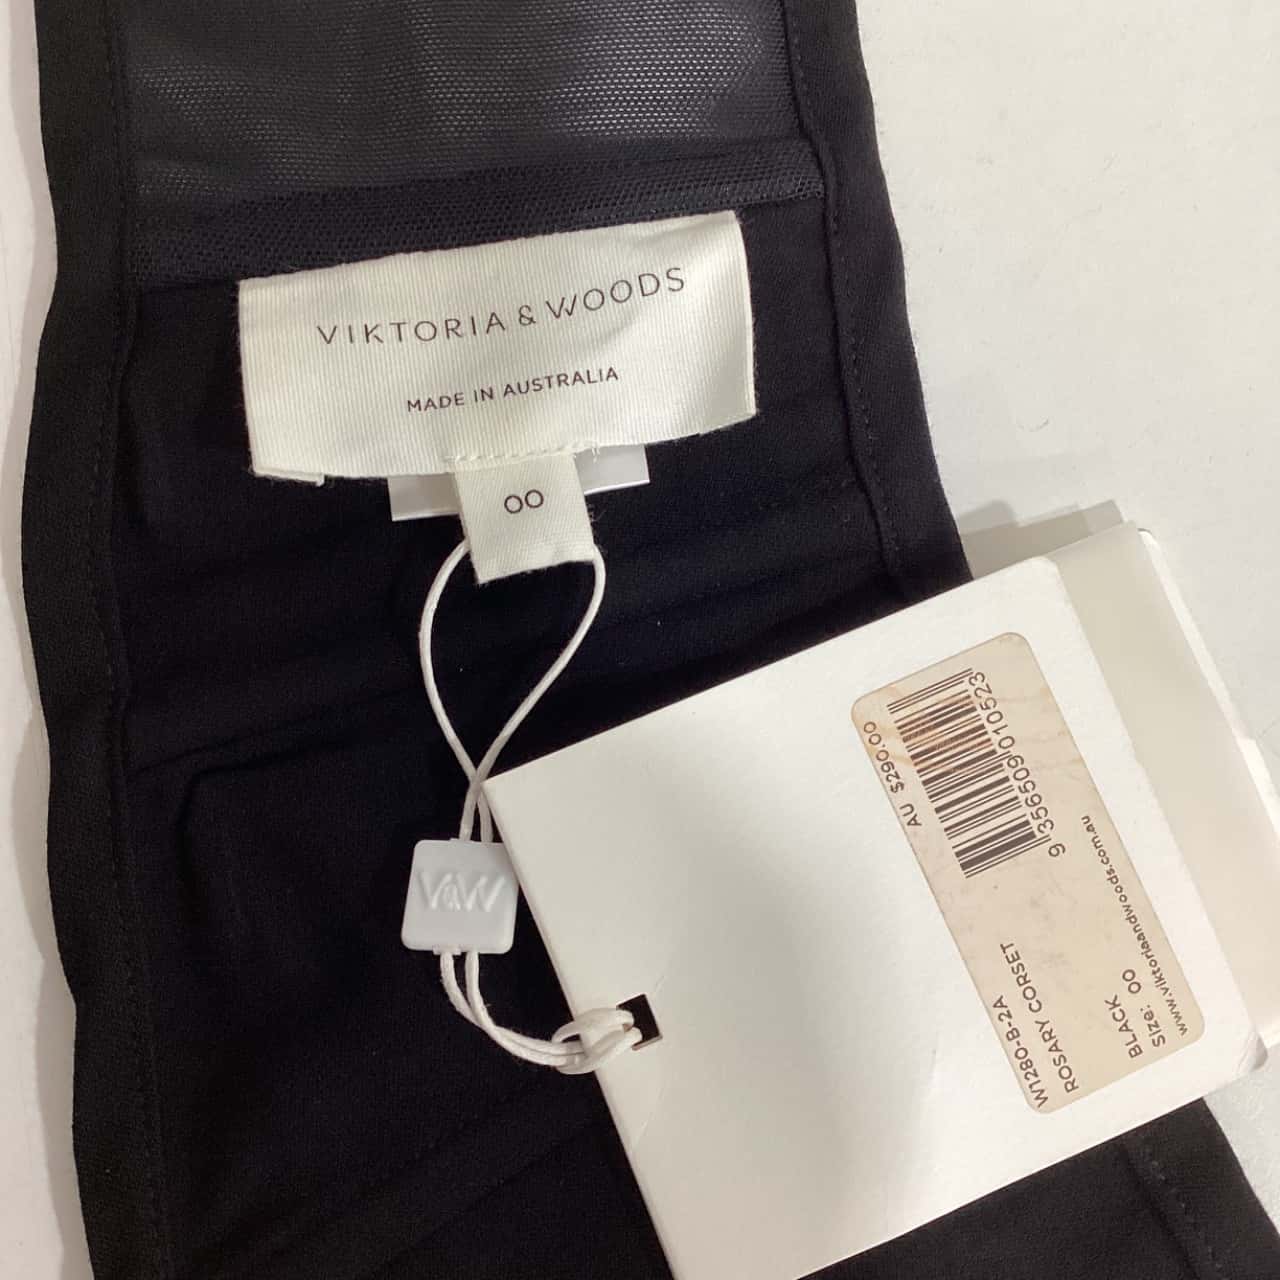 VIKTORIA & WOODS
MADE IN AUSTRALIA
00
V&W
AU $290.00
9 356509 010523
W1280-B-2A
ROSARY CORSET
BLACK
Size: 00
www.viktoriaandwoods.com.au